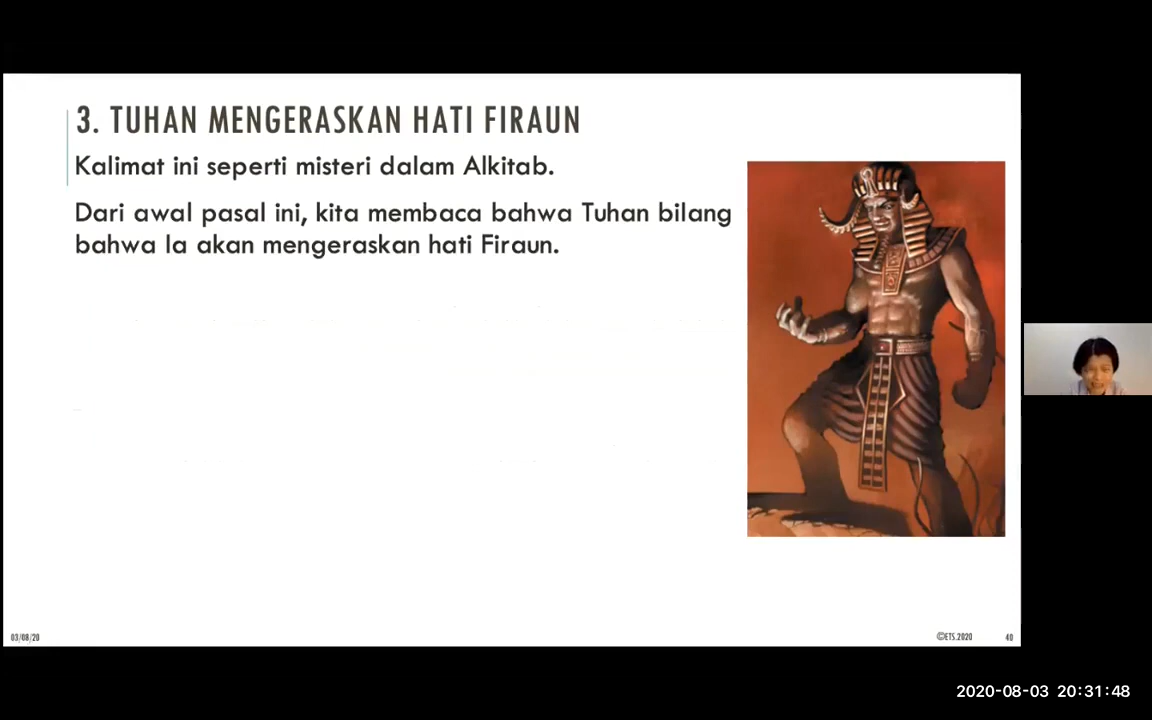 3. TUHAN MENGERASKAN HATI FIRAUN
Kalimat ini seperti misteri dalam Alkitab.
Dari awal pasal ini, kita membaca bahwa Tuhan bilang
bahwa Ia akan mengeraskan hati Firaun.
03/08/20
©ETS.2020
40
2020-08-03 20:31:48